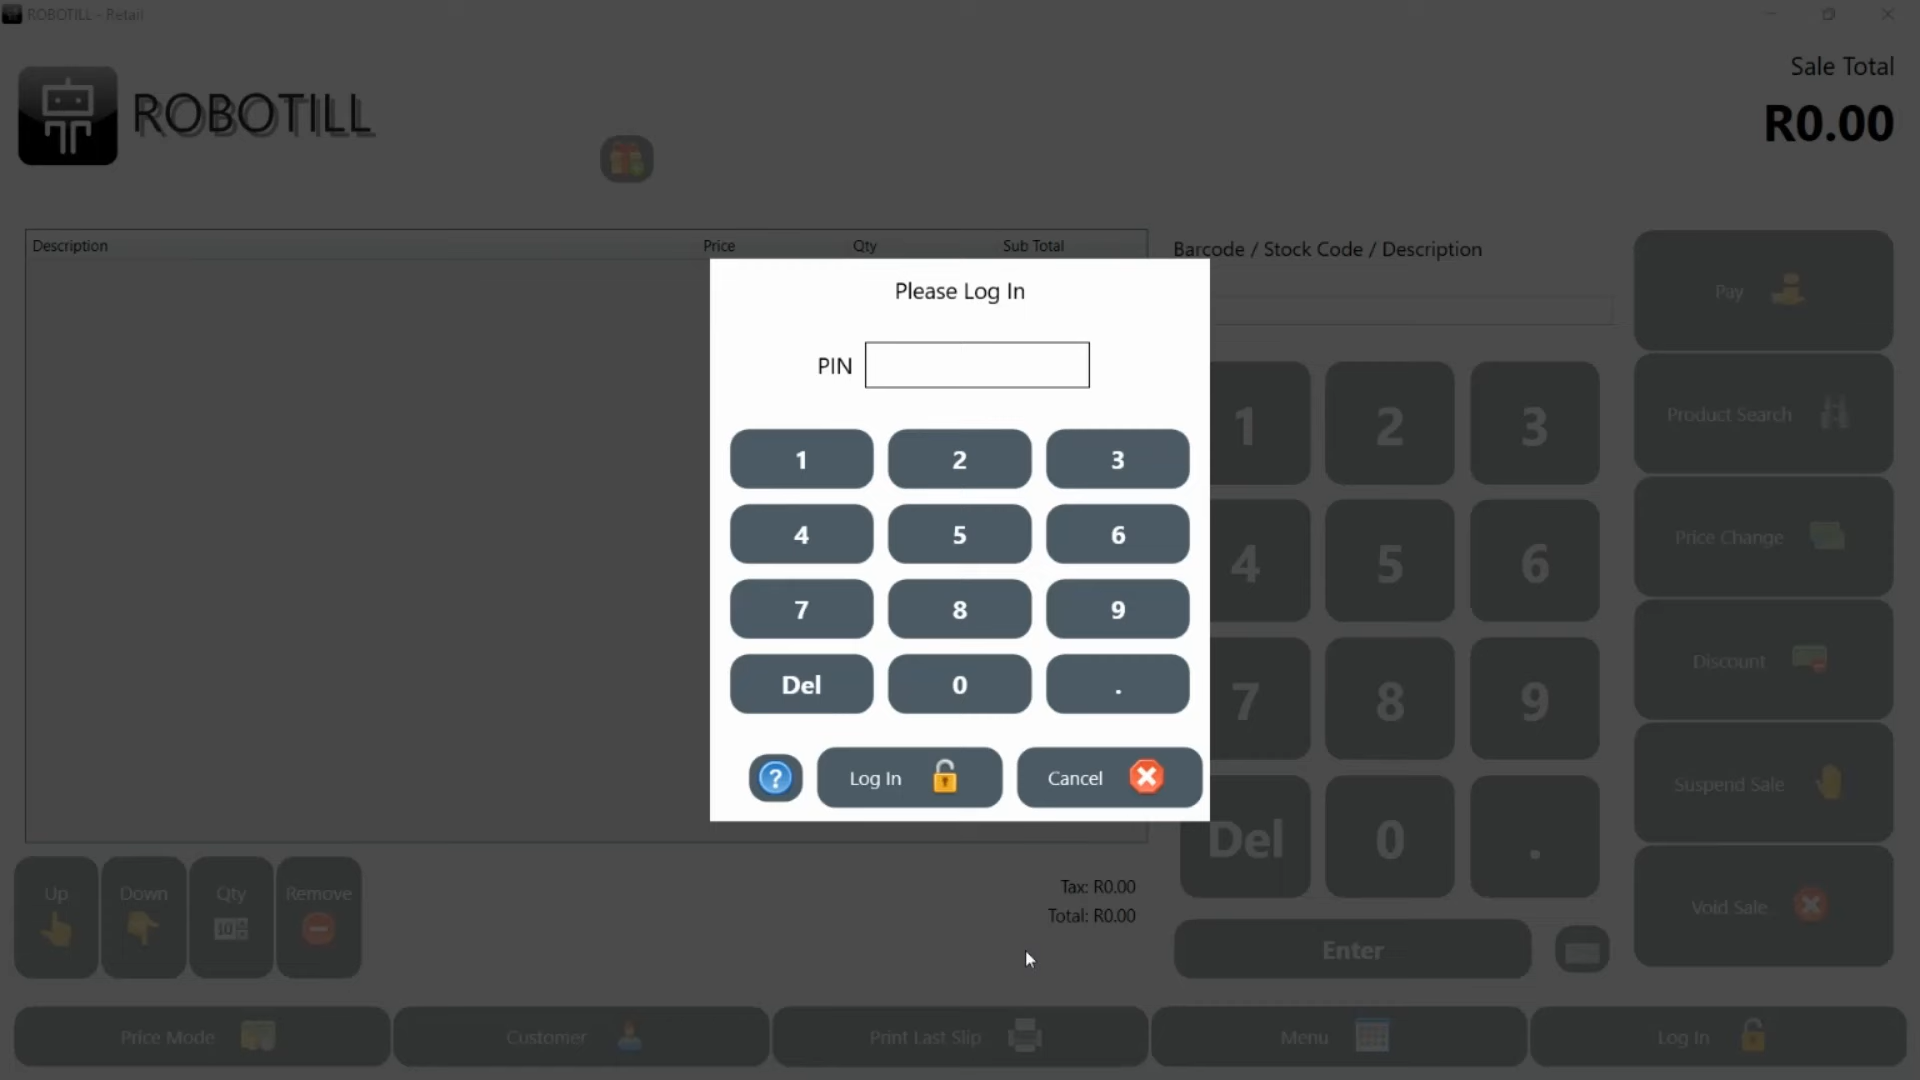 ROBOTILL - Retail
ROBOTILL
Sale Total
R0.00
Description Price Qty Sub Total
Barcode / Stock Code / Description
Please Log In
PIN
1 2 3
4 5 6
7 8 9
Del 0 .
? Log In Cancel
1 2 3
4 5 6
7 8 9
Del 0 .
Enter
Pay
Product Search
Price Change
Discount
Suspend Sale
Void Sale
Up Down Qty Remove
10
Tax: R0.00
Total: R0.00
Price Mode Customer Print Last Slip Menu Log In